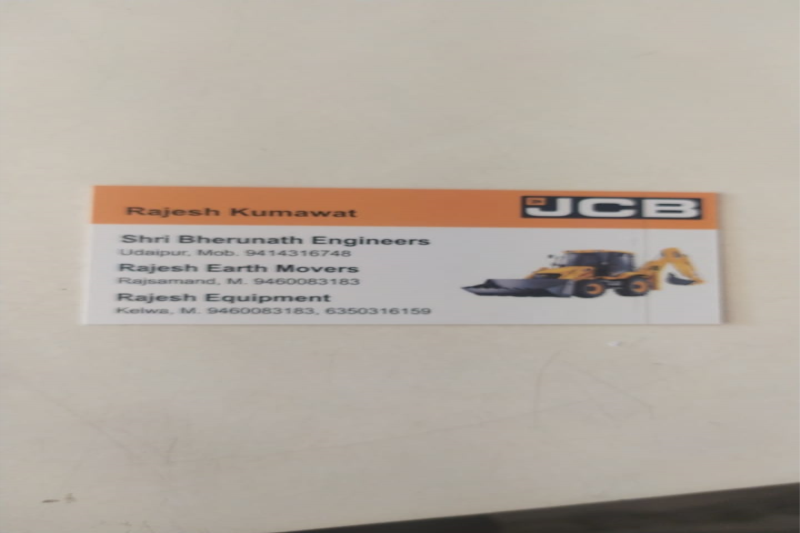 Rajesh Kumawat
JCB
Shri Bherunath Engineers
Udaipur, Mob. 9414316748
Rajesh Earth Movers
Rajsamand, M. 9460083183
Rajesh Equipment
Kelwa, M. 9460083183, 6350316159